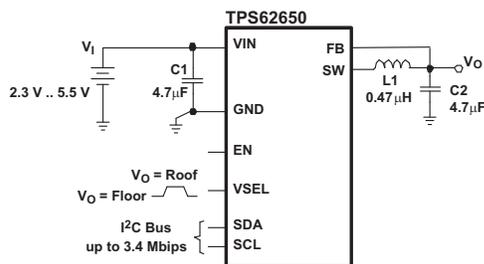 TPS62650
VI
VIN
FB
VO
SW
C1
4.7μF
L1
0.47μH
C2
4.7μF
2.3 V .. 5.5 V
GND
EN
VO = Roof
VO = Floor
VSEL
I²C Bus
up to 3.4 Mbips
SDA
SCL